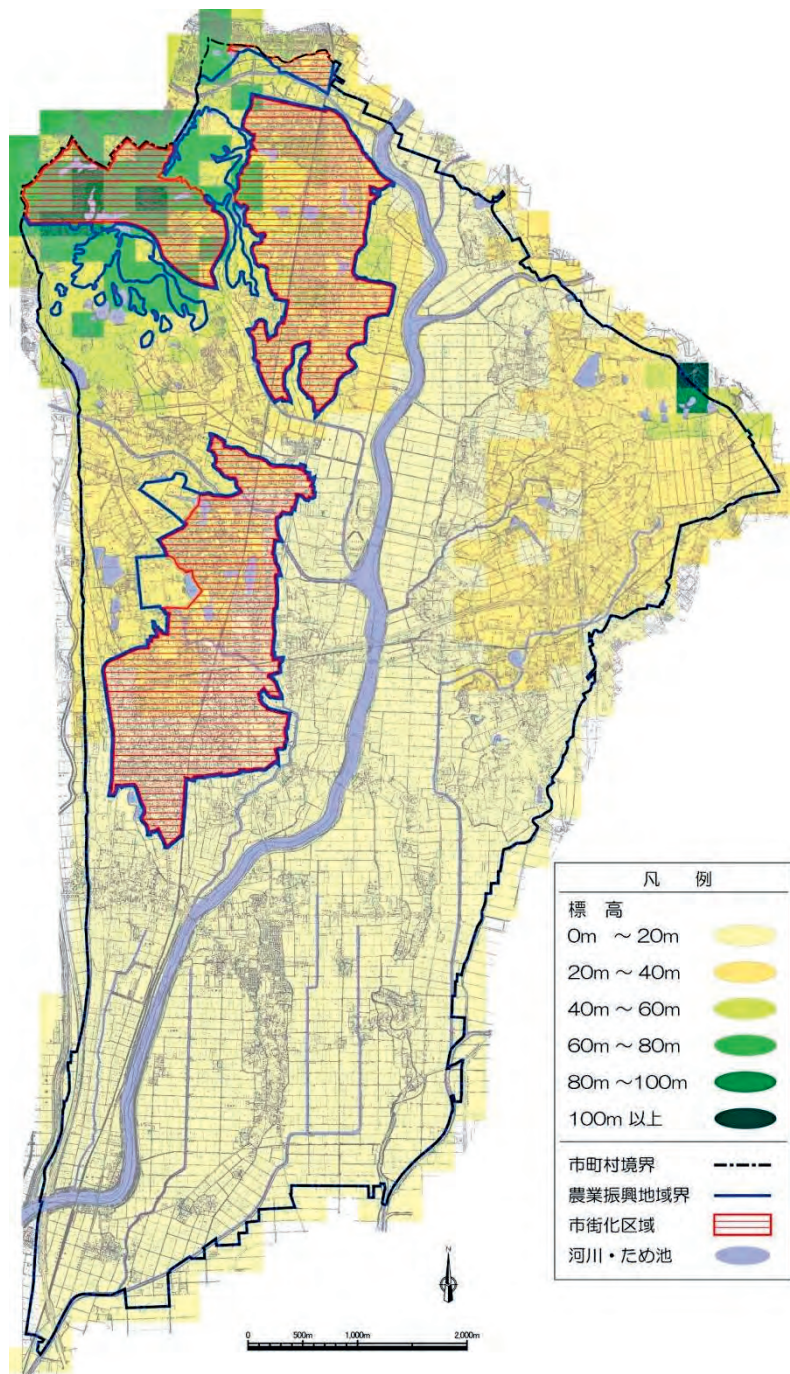 凡 例
標 高
0m ～ 20m
20m ～ 40m
40m ～ 60m
60m ～ 80m
80m ～100m
100m 以上
市町村境界
農業振興地域界
市街化区域
河川・ため池
N
0 500m 1,000m 2,000m